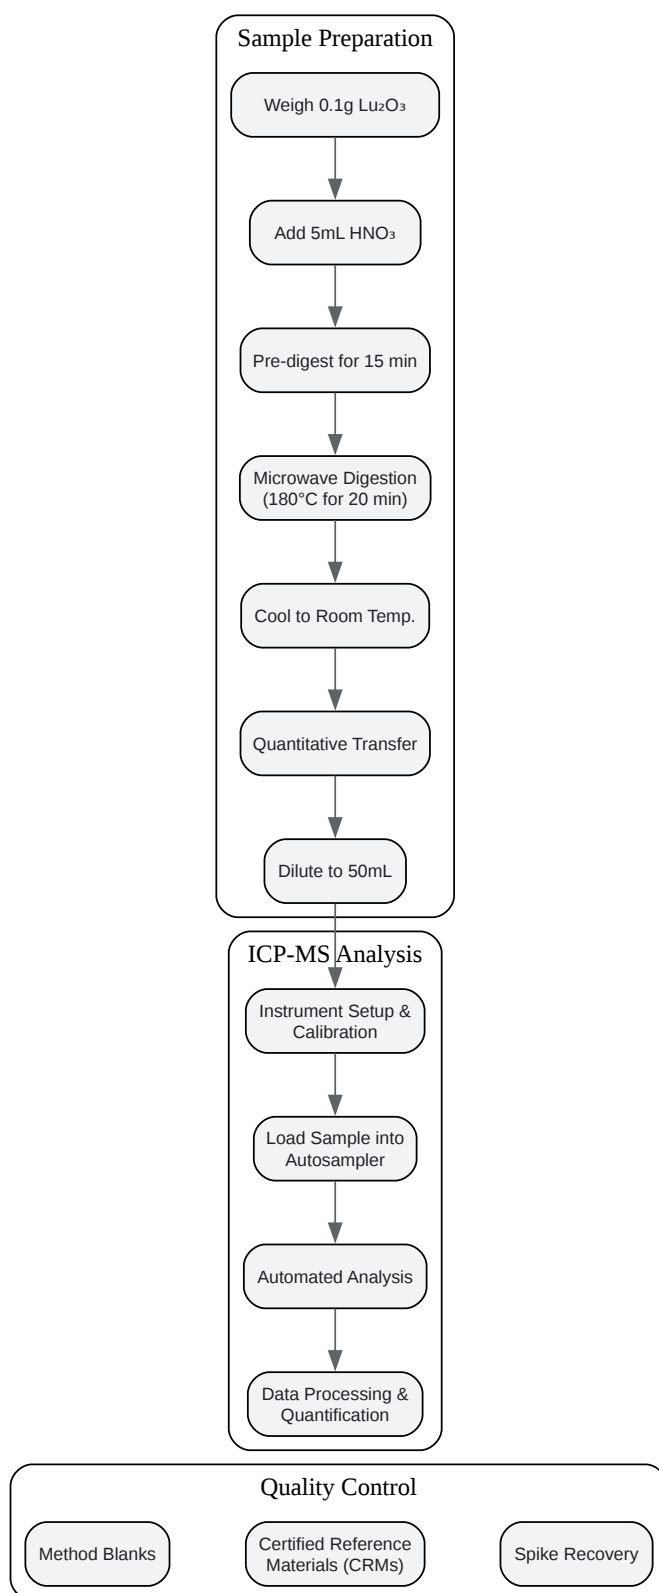 Sample Preparation
Weigh 0.1g Lu₂O₃
Add 5mL HNO₃
Pre-digest for 15 min
Microwave Digestion
(180°C for 20 min)
Cool to Room Temp.
Quantitative Transfer
Dilute to 50mL
ICP-MS Analysis
Instrument Setup &
Calibration
Load Sample into
Autosampler
Automated Analysis
Data Processing &
Quantification
Quality Control
Method Blanks
Certified Reference
Materials (CRMs)
Spike Recovery